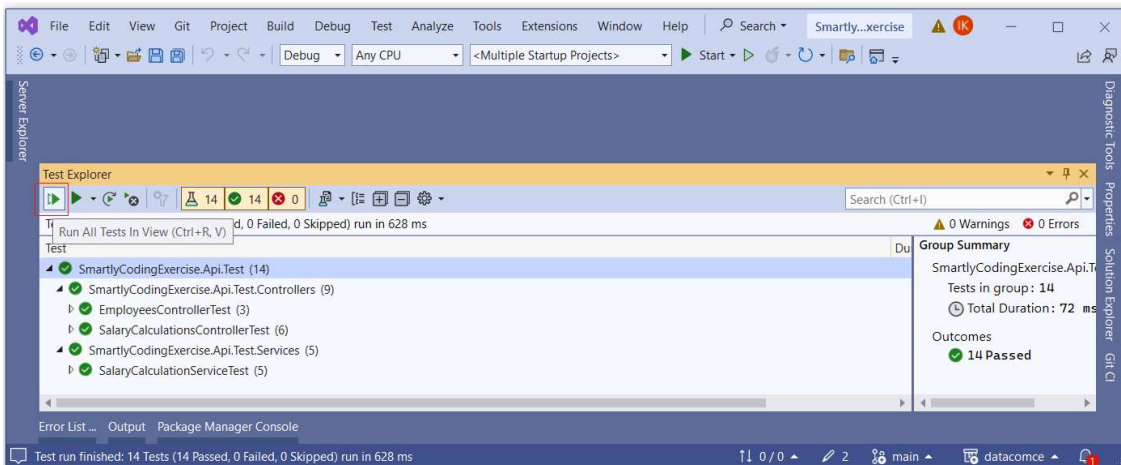 File Edit View Git Project Build Debug Test Analyze Tools Extensions Window Help Search Smartly...xercise IK
Debug Any CPU <Multiple Startup Projects> Start
Server Explorer
Test Explorer
14 14 0 Search (Ctrl+I)
d, 0 Failed, 0 Skipped) run in 628 ms 0 Warnings 0 Errors
Run All Tests In View (Ctrl+R, V)
Test Du Group Summary
SmartlyCodingExercise.Api.Test (14) SmartlyCodingExercise.Api.Te
SmartlyCodingExercise.Api.Test.Controllers (9) Tests in group: 14
EmployeesControllerTest (3) Total Duration: 72 ms
SalaryCalculationsControllerTest (6) Outcomes
SmartlyCodingExercise.Api.Test.Services (5) 14 Passed
SalaryCalculationServiceTest (5)
Diagnostic Tools Properties Solution Explorer Git C
Error List ... Output Package Manager Console
Test run finished: 14 Tests (14 Passed, 0 Failed, 0 Skipped) run in 628 ms 0 / 0 2 main datacomce 1